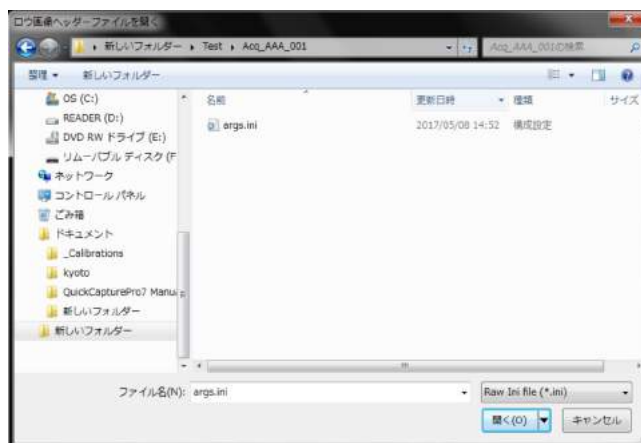 ロウ画像ヘッダーファイルを開く
新しいフォルダー ▸ Test ▸ Acq_AAA_001
Acq_AAA_001の検索
整理 新しいフォルダー
名前 更新日時 種類 サイズ
OS (C:)
READER (D:)
DVD RW ドライブ (E:)
リムーバブル ディスク (F
ネットワーク
コントロール パネル
ごみ箱
ドキュメント
_Calibrations
kyoto
QuickCapturePro7 Manu
新しいフォルダー
新しいフォルダー
args.ini 2017/05/08 14:52 構成設定
ファイル名(N): args.ini Raw Ini file (*.ini)
開く(O) キャンセル